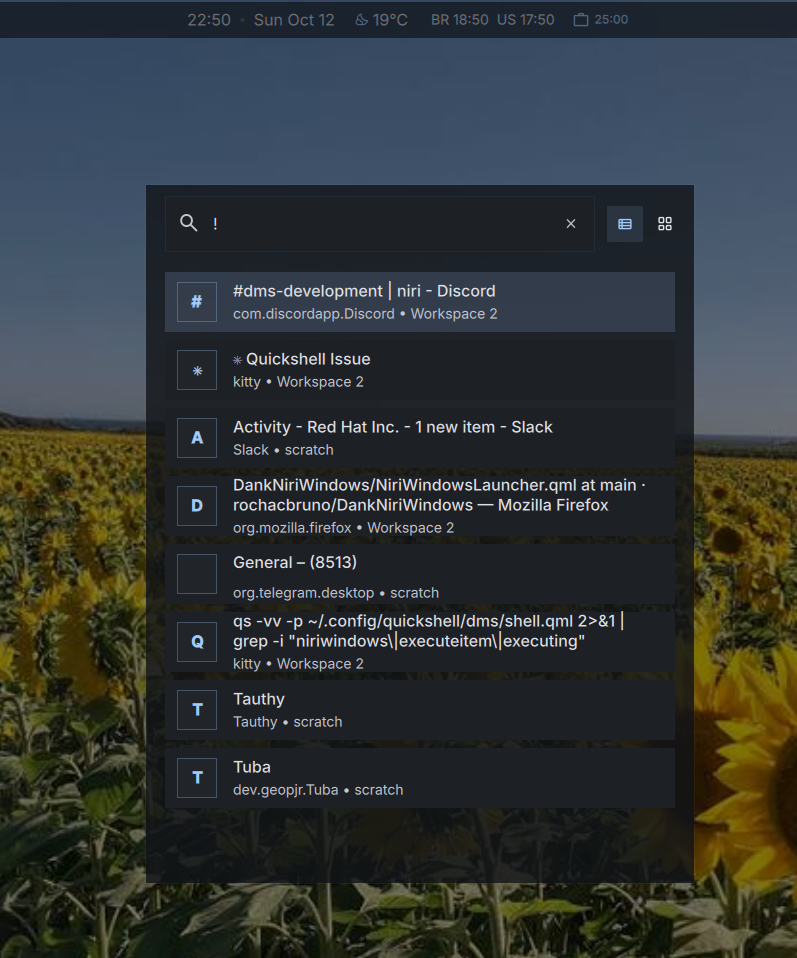 22:50 • Sun Oct 12 19°C BR 18:50 US 17:50 25:00
!
#
#dms-development | niri - Discord
com.discordapp.Discord • Workspace 2
✳
✳ Quickshell Issue
kitty • Workspace 2
A
Activity - Red Hat Inc. - 1 new item - Slack
Slack • scratch
D
DankNiriWindows/NiriWindowsLauncher.qml at main ·
rochacbruno/DankNiriWindows — Mozilla Firefox
org.mozilla.firefox • Workspace 2
General – (8513)
org.telegram.desktop • scratch
Q
qs -vv -p ~/.config/quickshell/dms/shell.qml 2>&1 |
grep -i "niriwindows\|executeitem\|executing"
kitty • Workspace 2
T
Tauthy
Tauthy • scratch
T
Tuba
dev.geopjr.Tuba • scratch